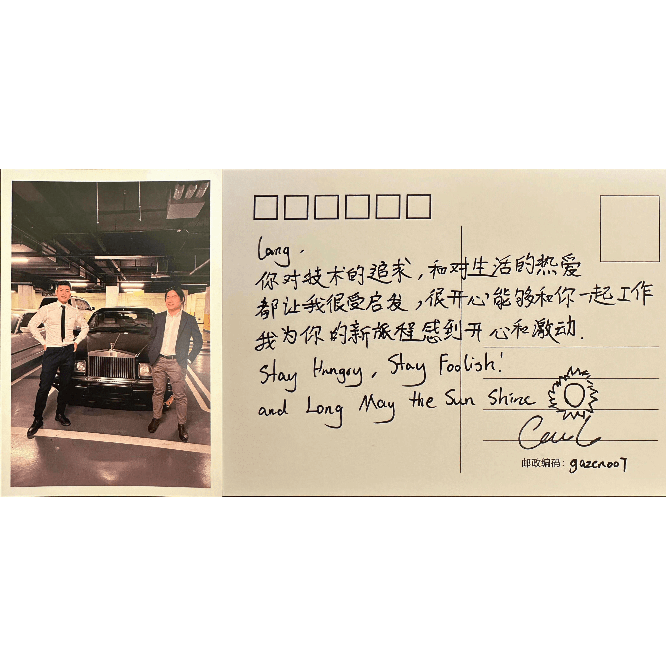 Lang.
你对技术的追求，和对生活的热爱
都让我很受启发，很开心能够和你一起工作
我为你的新旅程感到开心和激动.
Stay Hungry, Stay Foolish!
and Long May the Sun Shine
邮政编码：